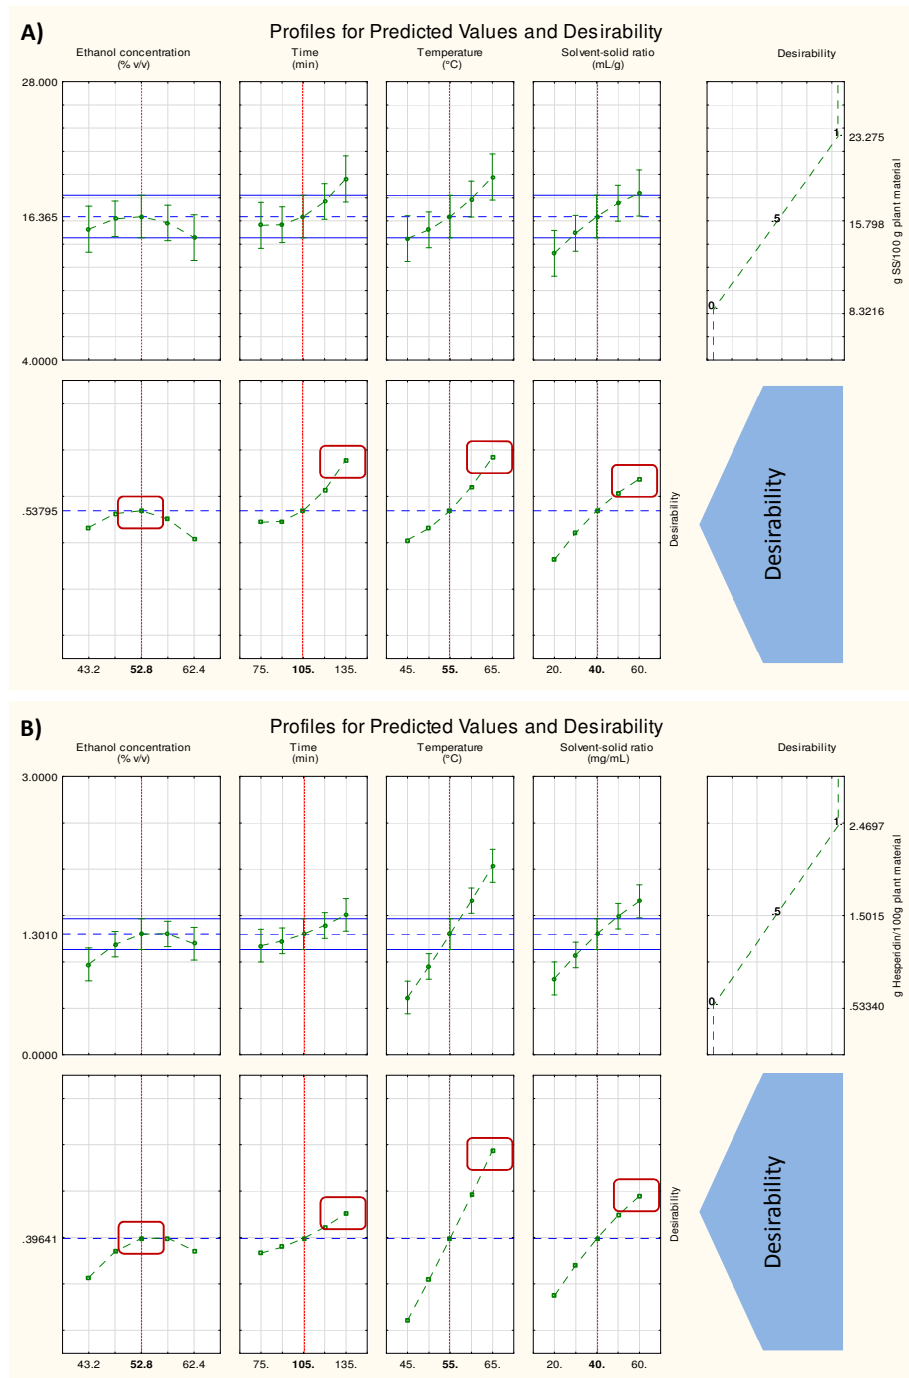 A)
Profiles for Predicted Values and Desirability
Ethanol concentration
(% v/v)
Time
(min)
Temperature
(°C)
Solvent-solid ratio
(mL/g)
Desirability
28.000
16.365
4.0000
1.
.5
0.
23.275
15.798
8.3216
g SS/100 g plant material
.53795
Desirability
Desirability
43.2 52.8 62.4
75. 105. 135.
45. 55. 65.
20. 40. 60.
B)
Profiles for Predicted Values and Desirability
Ethanol concentration
(% v/v)
Time
(min)
Temperature
(°C)
Solvent-solid ratio
(mg/mL)
Desirability
3.0000
1.3010
0.0000
1.
.5
0.
2.4697
1.5015
.53340
g Hesperidin/100g plant material
.39641
Desirability
Desirability
43.2 52.8 62.4
75. 105. 135.
45. 55. 65.
20. 40. 60.